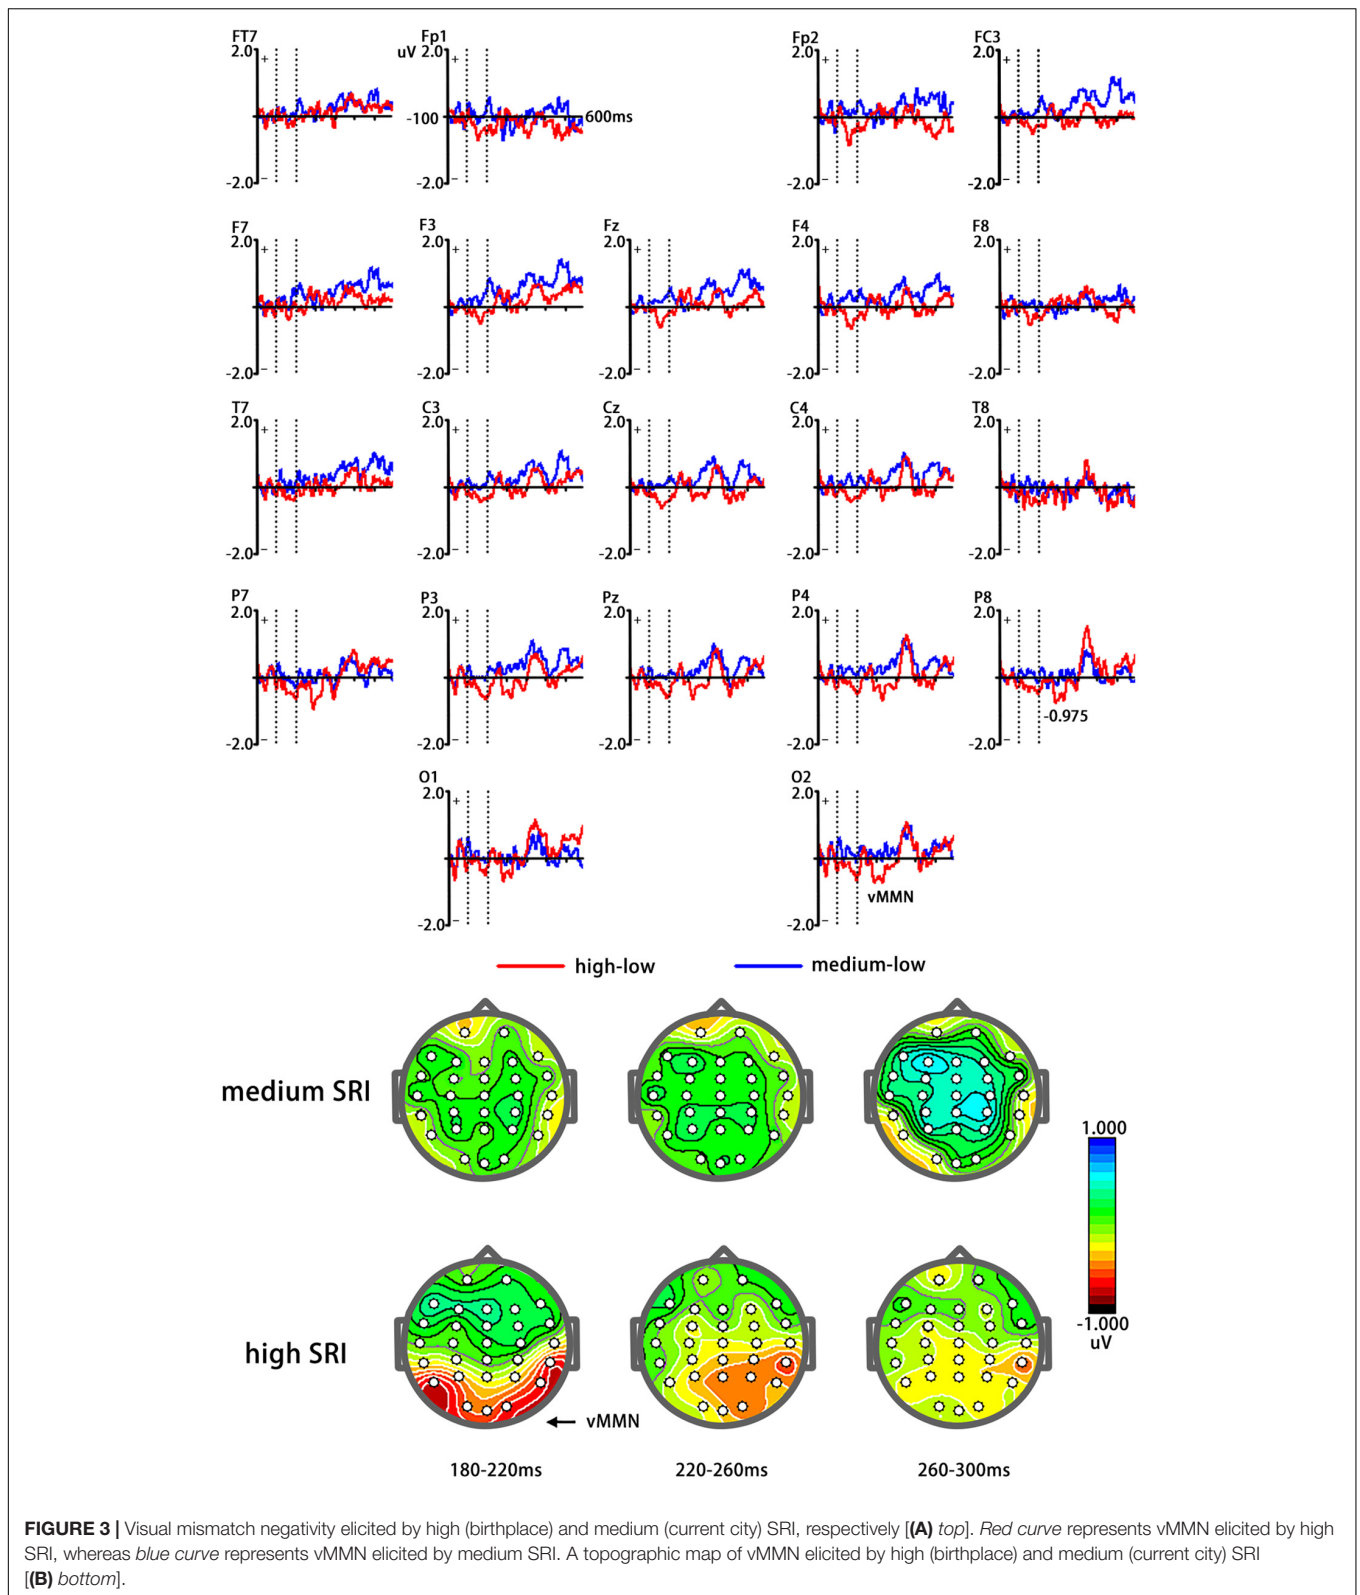 FT7 Fp1 Fp2 FC3
2.0 + uV 2.0 + 2.0 + 2.0 +
-100 600ms
-2.0 − -2.0 − -2.0 − -2.0 −
F7 F3 Fz F4 F8
2.0 + 2.0 + 2.0 + 2.0 + 2.0 +
-2.0 − -2.0 − -2.0 − -2.0 − -2.0 −
T7 C3 Cz C4 T8
2.0 + 2.0 + 2.0 + 2.0 + 2.0 +
-2.0 − -2.0 − -2.0 − -2.0 − -2.0 −
P7 P3 Pz P4 P8
2.0 + 2.0 + 2.0 + 2.0 + 2.0 +
-0.975
-2.0 − -2.0 − -2.0 − -2.0 − -2.0 −
O1 O2
2.0 + 2.0 +
vMMN
-2.0 − -2.0 −
high-low medium-low
medium SRI
1.000
-1.000
uV
high SRI
vMMN
180-220ms 220-260ms 260-300ms
FIGURE 3 | Visual mismatch negativity elicited by high (birthplace) and medium (current city) SRI, respectively [(A) top]. Red curve represents vMMN elicited by high
SRI, whereas blue curve represents vMMN elicited by medium SRI. A topographic map of vMMN elicited by high (birthplace) and medium (current city) SRI
[(B) bottom].